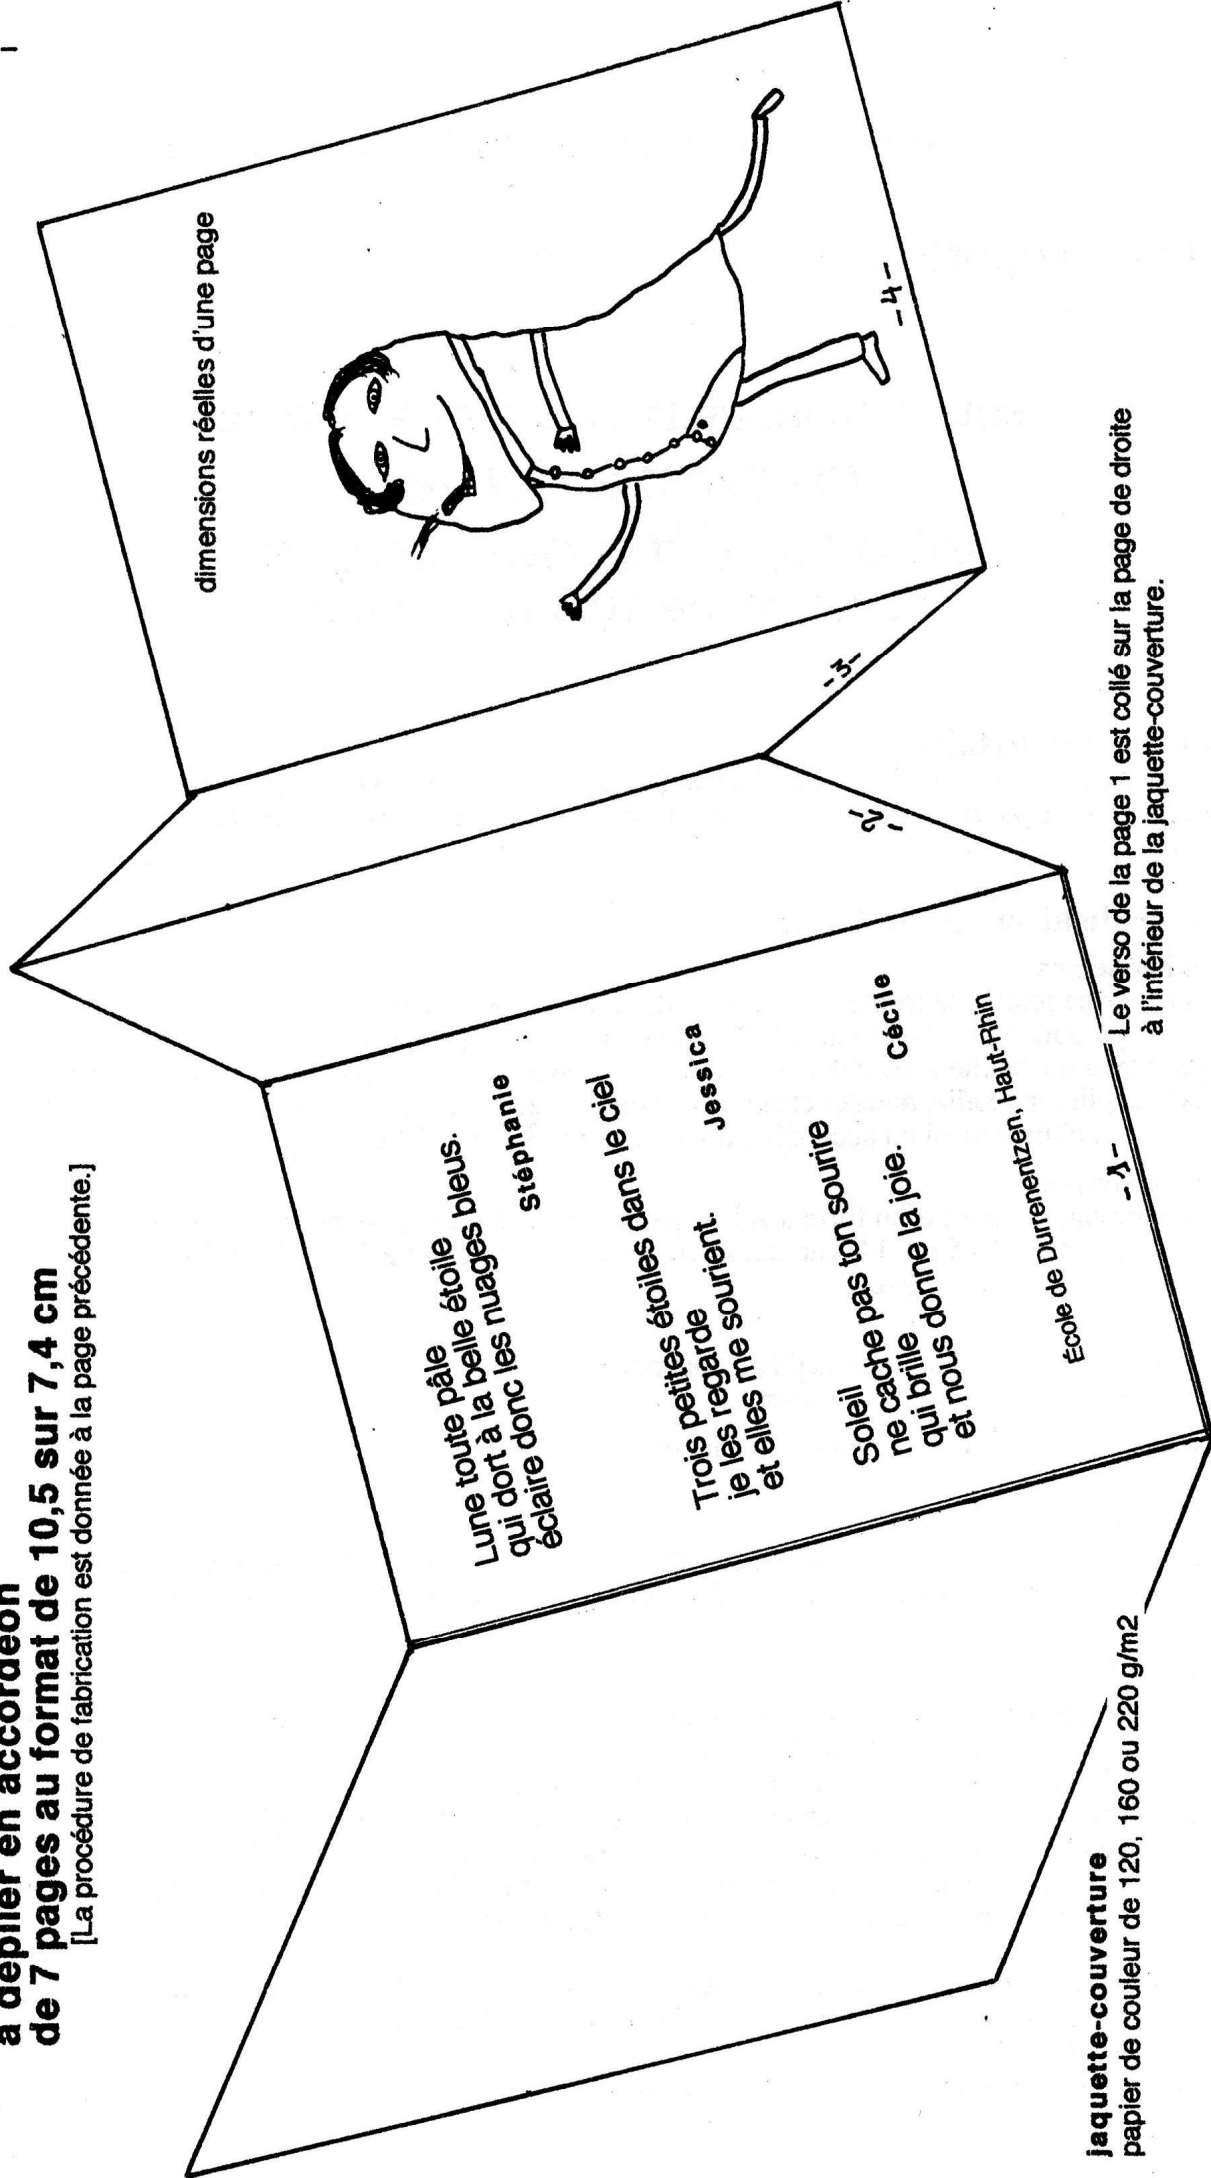 à déplier en accordéon
de 7 pages au format de 10,5 sur 7,4 cm
[La procédure de fabrication est donnée à la page précédente.]
Lune toute pâle
qui dort à la belle étoile
éclaire donc les nuages bleus.
Stéphanie
Trois petites étoiles dans le ciel
je les regarde
et elles me sourient.
Jessica
Soleil
ne cache pas ton sourire
qui brille
et nous donne la joie.
Cécile
École de Durrenentzen, Haut-Rhin
-1-
-2-
-3-
dimensions réelles d'une page
-4-
jaquette-couverture
papier de couleur de 120, 160 ou 220 g/m2
Le verso de la page 1 est collé sur la page de droite
à l'intérieur de la jaquette-couverture.